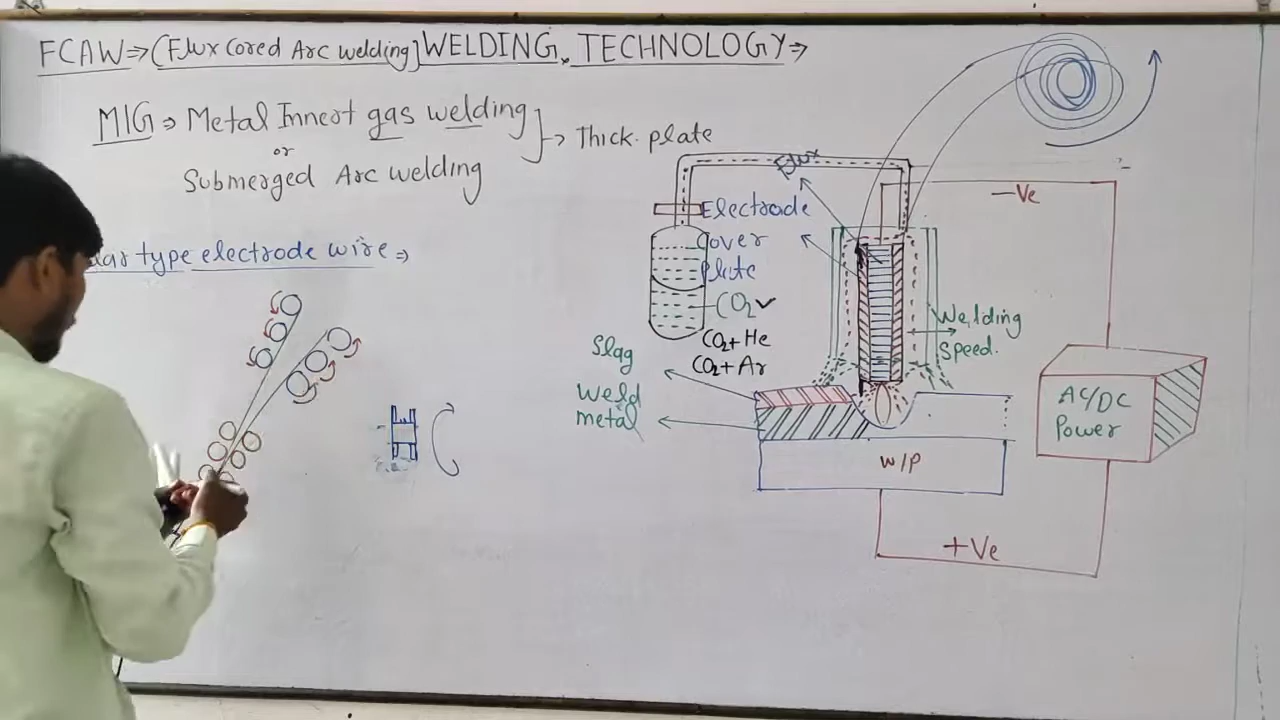 FCAW⇒(Flux Cored Arc welding) WELDING. TECHNOLOGY⇒
MIG ⇒ Metal Innert gas welding
or
Submerged Arc welding
→ Thick. plate
type electrode wire ⇒
Flux
Electrode
cover
plate
CO2 ✓
CO2+He
CO2+Ar
Slag
weld
metal
Welding
Speed.
-Ve
AC/DC
Power
W/P
+Ve